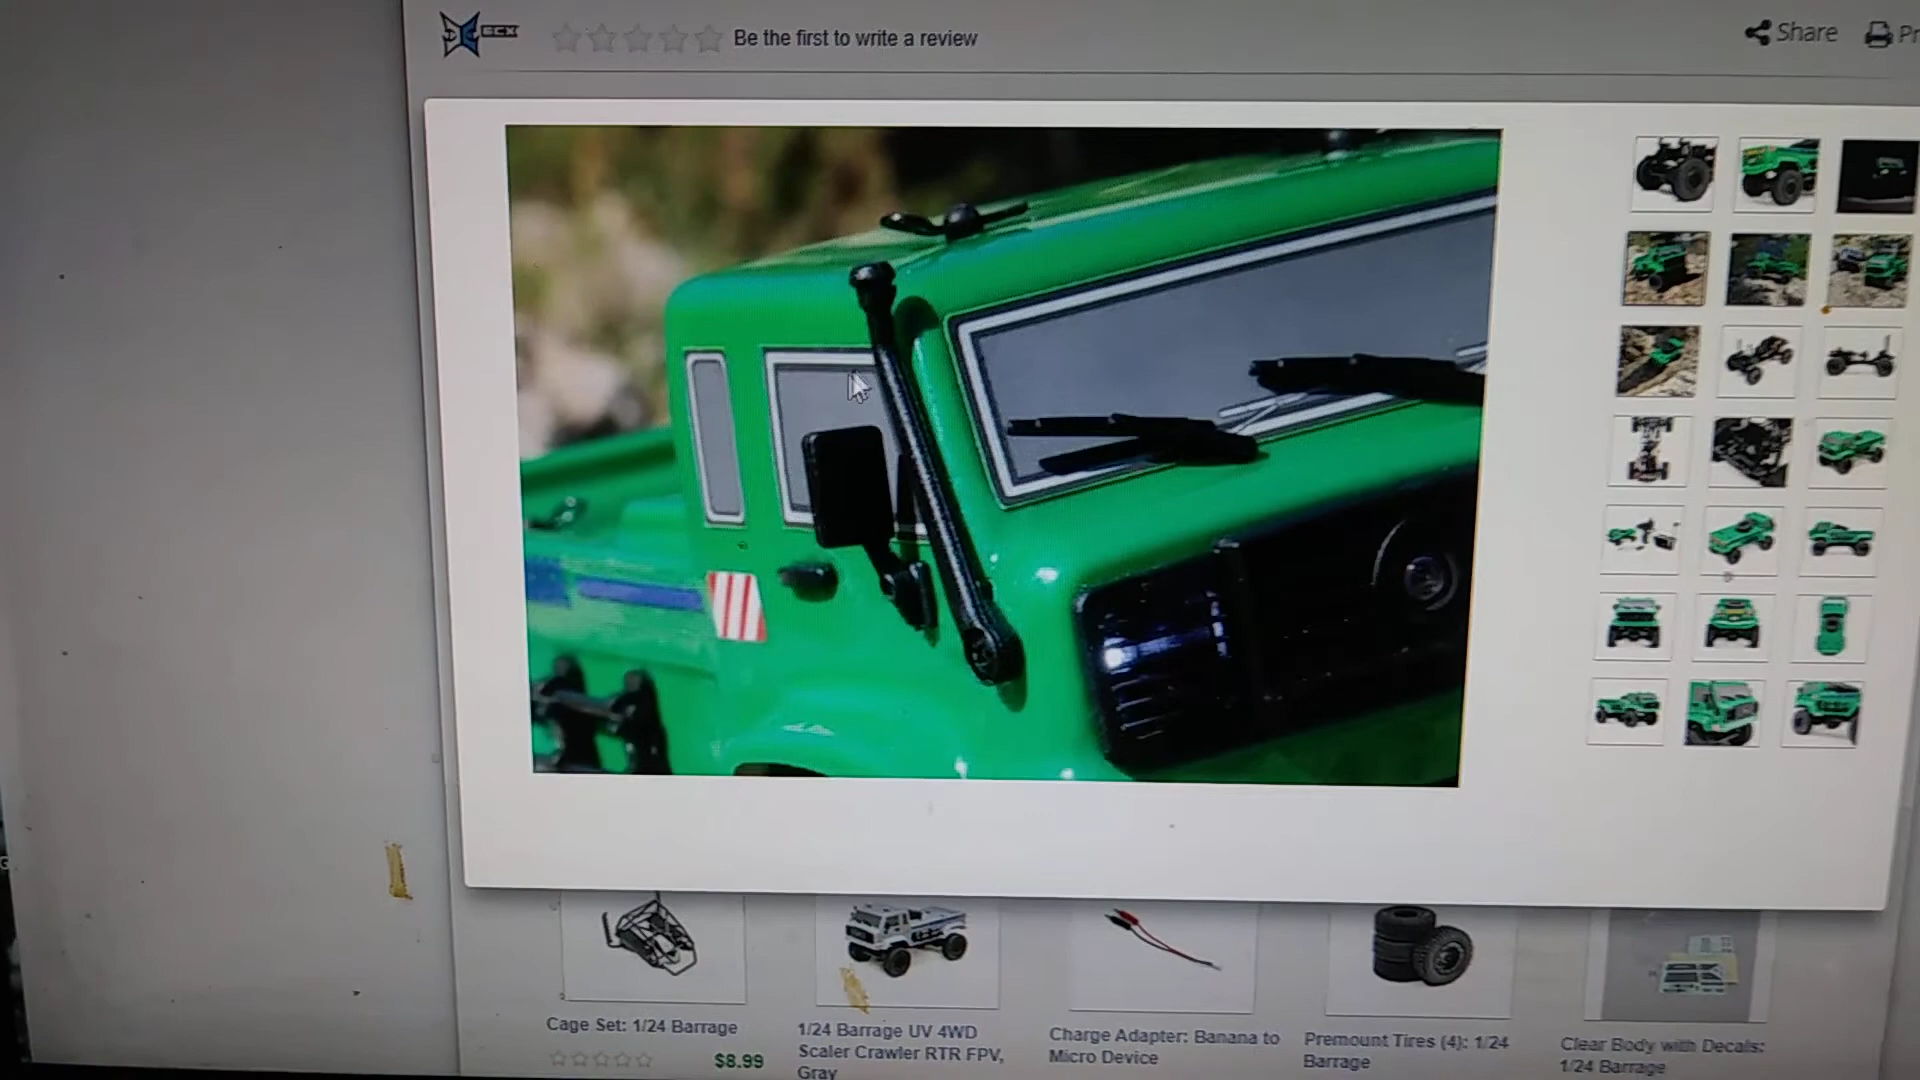 ECX
Be the first to write a review
Share
Cage Set: 1/24 Barrage
$8.99
1/24 Barrage UV 4WD
Scaler Crawler RTR FPV,
Gray
Charge Adapter: Banana to
Micro Device
Premount Tires (4): 1/24
Barrage
Clear Body with Decals:
1/24 Barrage